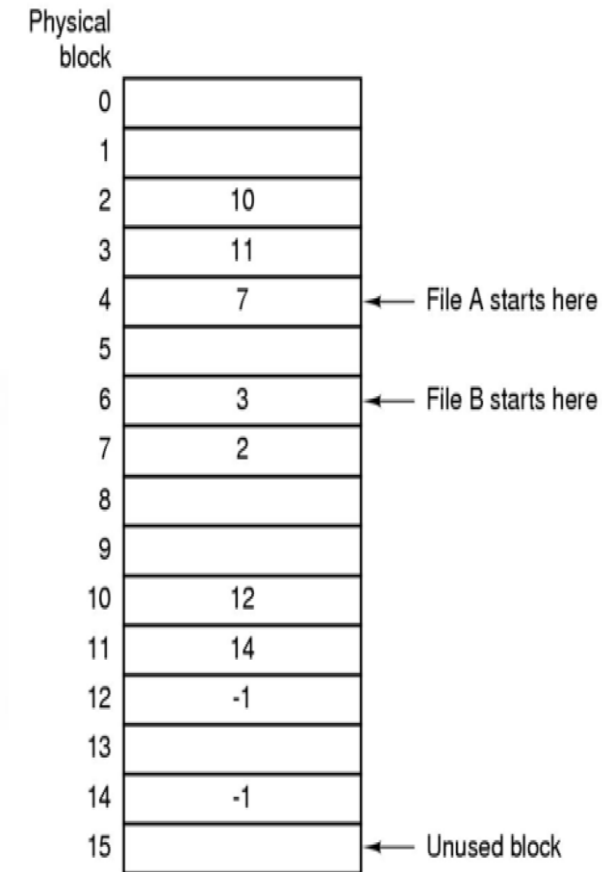 Physical
block
0
1
2 10
3 11
4 7 File A starts here
5
6 3 File B starts here
7 2
8
9
10 12
11 14
12 -1
13
14 -1
15 Unused block